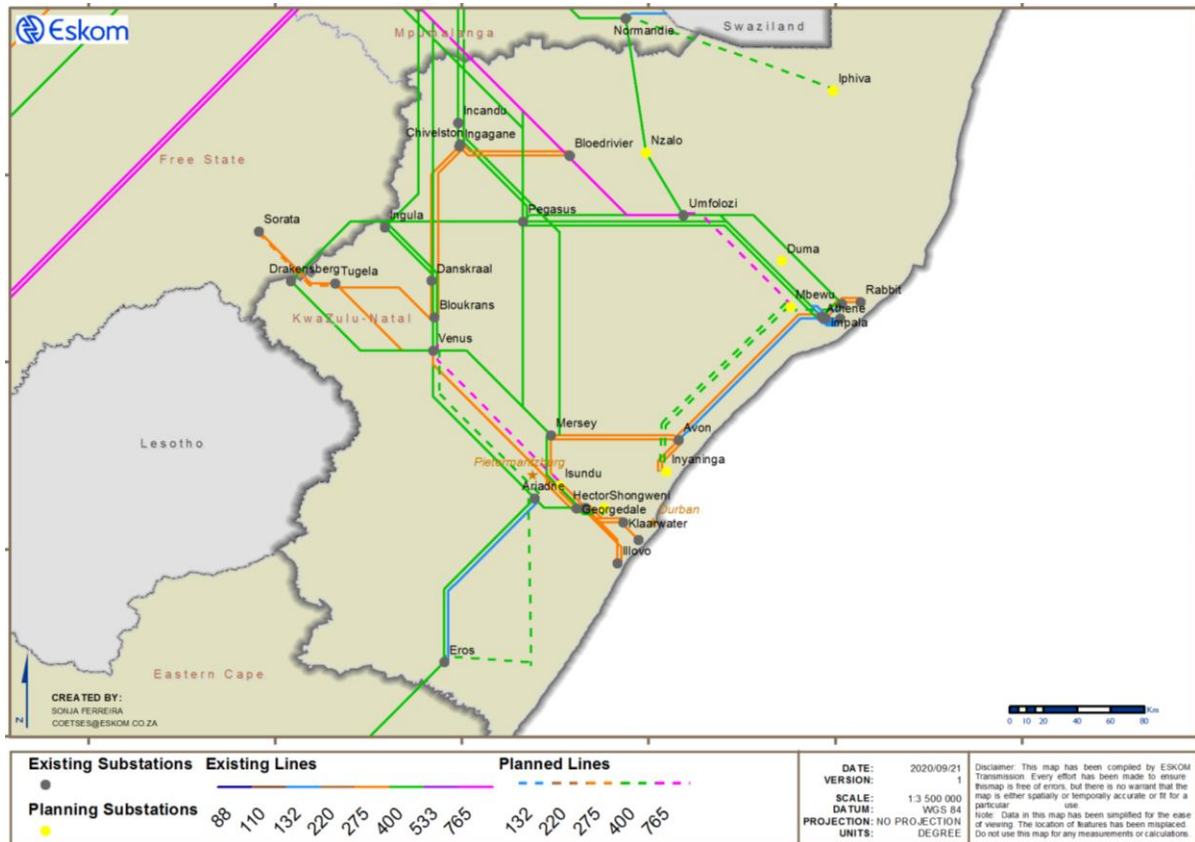 Eskom
Mpumalanga
Normandie
Swaziland
Iphiva
Incandu
Chivelston
Ingagane
Bloedrivier
Nzalo
Free State
Sorata
Ingula
Pegasus
Umfolozi
Duma
Drakensberg
Tugela
Danskraal
Mbewu
Rabbit
Athene
Impala
KwaZulu-Natal
Bloukrans
Venus
Lesotho
Mersey
Avon
Pietermaritzburg
Isundu
Inyaninga
Ariadne
HectorShongweni
Georgedale
Durban
Klaarwater
Illovo
Eros
Eastern Cape
N
CREATED BY:
SONJA FERREIRA
COETSES@ESKOM.CO.ZA
Km
0 10 20 40 60 80
Existing Substations
Planning Substations
Existing Lines
88 110 132 220 275 400 533 765
Planned Lines
132 220 275 400 765
DATE: 2020/09/21
VERSION: 1
SCALE: 1:3 500 000
DATUM: WGS 84
PROJECTION: NO PROJECTION
UNITS: DEGREE
Disclaimer: This map has been compiled by ESKOM
Transmission. Every effort has been made to ensure
thismap is free of errors, but there is no warrant that the
map is either spatially or temporally accurate or fit for a
particular use.
Note: Data in this map has been simplified for the ease
of viewing. The location of features has been misplaced.
Do not use this map for any measurements or calculations.